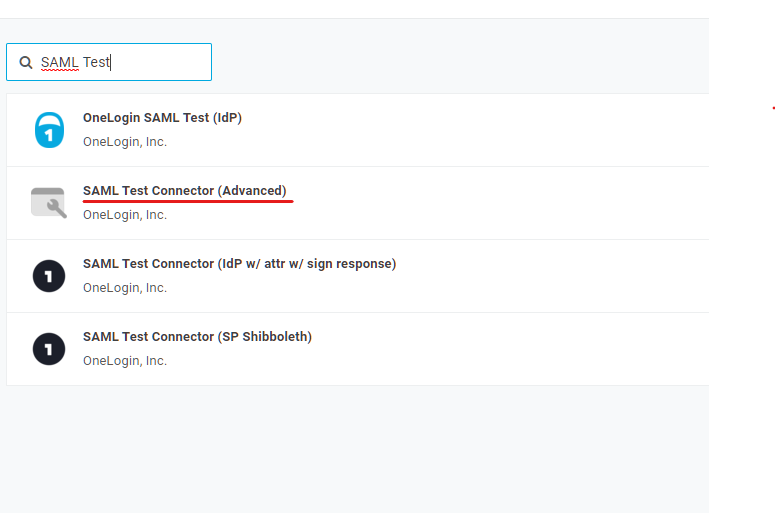 SAML Test
OneLogin SAML Test (IdP)
OneLogin, Inc.
SAML Test Connector (Advanced)
OneLogin, Inc.
SAML Test Connector (IdP w/ attr w/ sign response)
OneLogin, Inc.
SAML Test Connector (SP Shibboleth)
OneLogin, Inc.